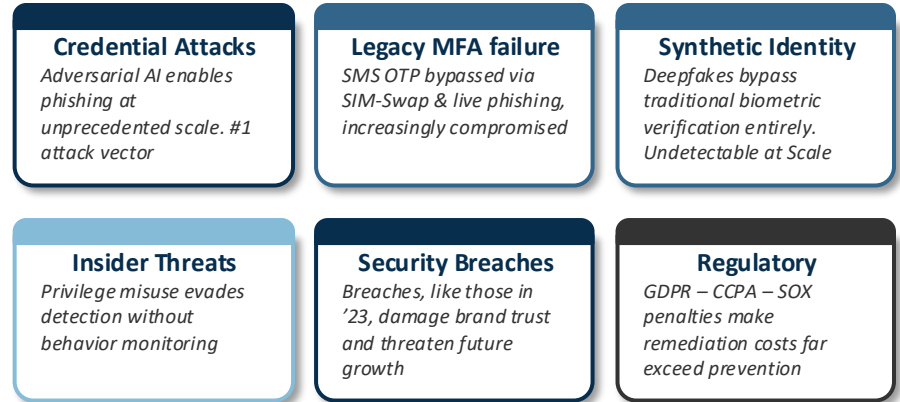 Credential Attacks
Adversarial AI enables
phishing at
unprecedented scale. #1
attack vector
Legacy MFA failure
SMS OTP bypassed via
SIM-Swap & live phishing,
increasingly compromised
Synthetic Identity
Deepfakes bypass
traditional biometric
verification entirely.
Undetectable at Scale
Insider Threats
Privilege misuse evades
detection without
behavior monitoring
Security Breaches
Breaches, like those in
’23, damage brand trust
and threaten future
growth
Regulatory
GDPR – CCPA – SOX
penalties make
remediation costs far
exceed prevention